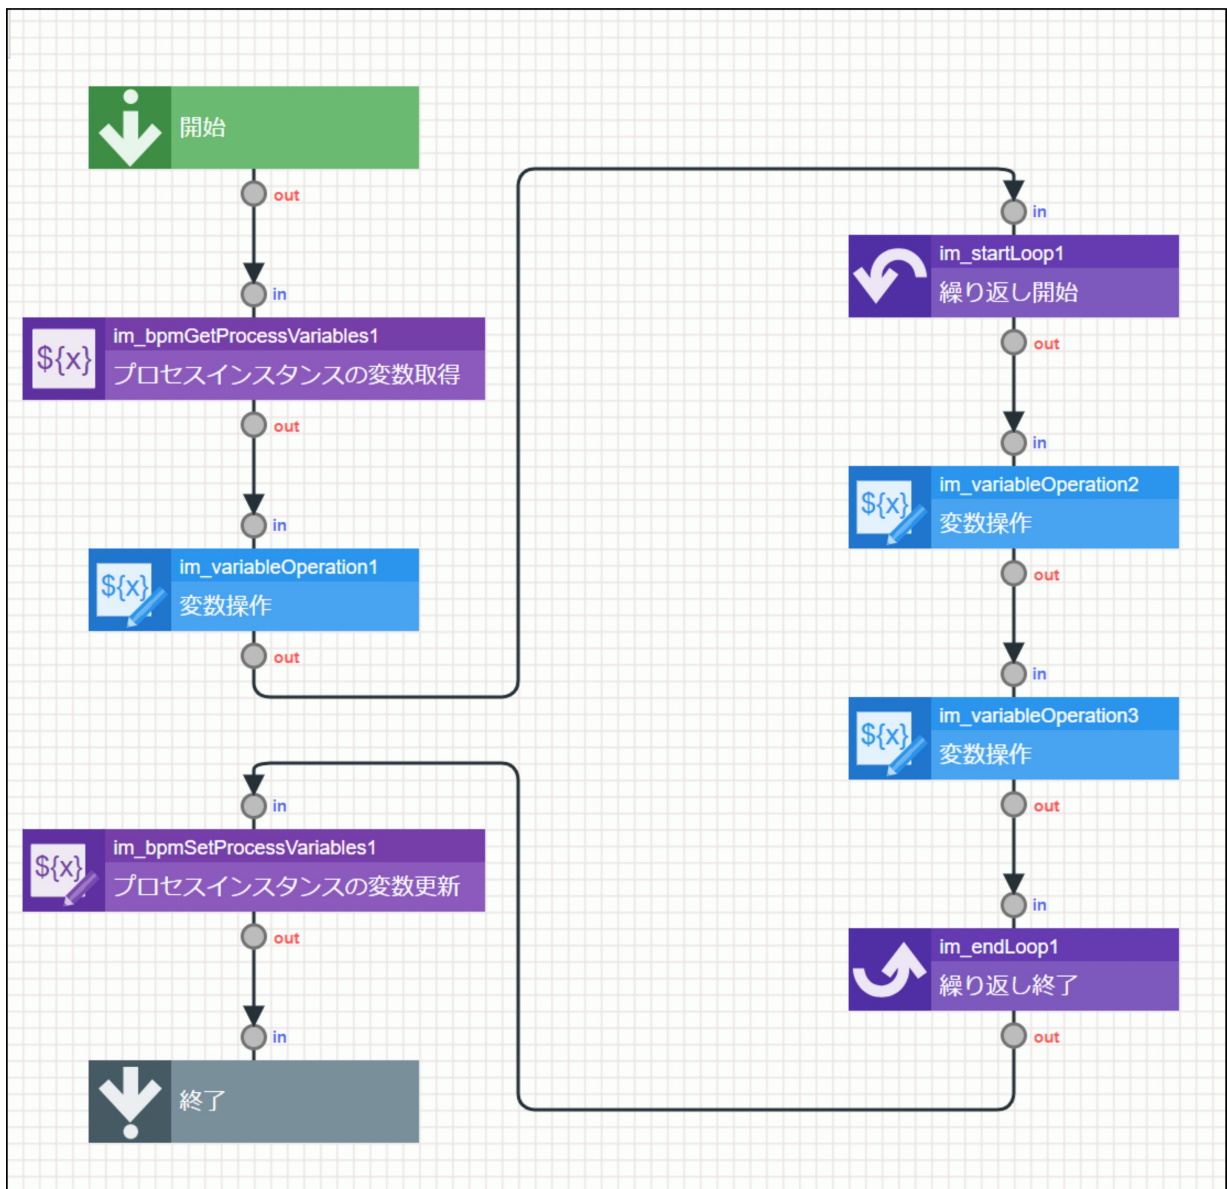 開始
out
in
im_bpmGetProcessVariables1
${x}
プロセスインスタンスの変数取得
out
in
im_variableOperation1
${x}
変数操作
out
in
im_startLoop1
繰り返し開始
out
in
im_variableOperation2
${x}
変数操作
out
in
im_variableOperation3
${x}
変数操作
out
in
im_endLoop1
繰り返し終了
out
in
im_bpmSetProcessVariables1
${x}
プロセスインスタンスの変数更新
out
in
終了